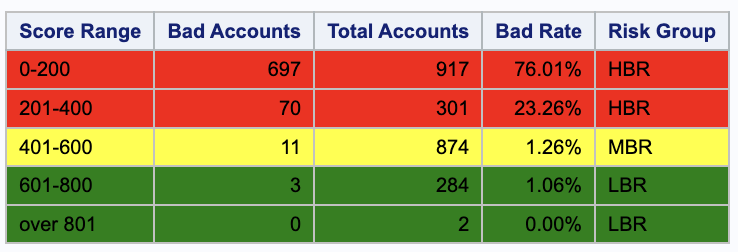 Score Range Bad Accounts Total Accounts Bad Rate Risk Group
0-200 697 917 76.01% HBR
201-400 70 301 23.26% HBR
401-600 11 874 1.26% MBR
601-800 3 284 1.06% LBR
over 801 0 2 0.00% LBR